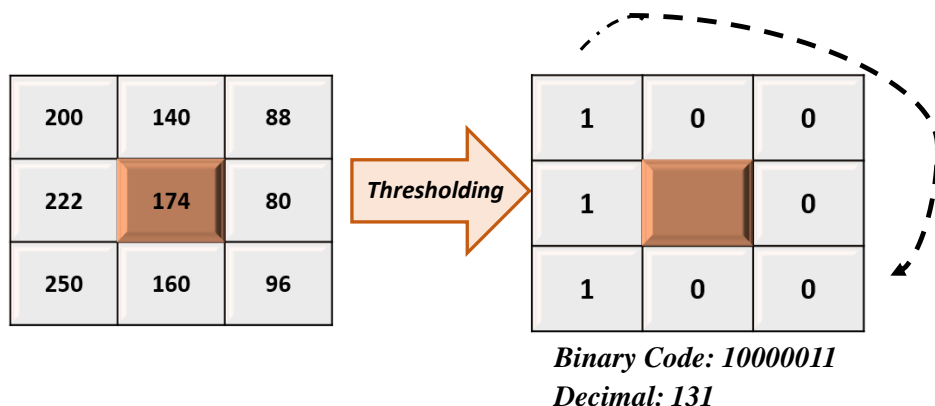 200 140 88
222 174 80
250 160 96
Thresholding
1 0 0
1 0
1 0 0
Binary Code: 10000011
Decimal: 131